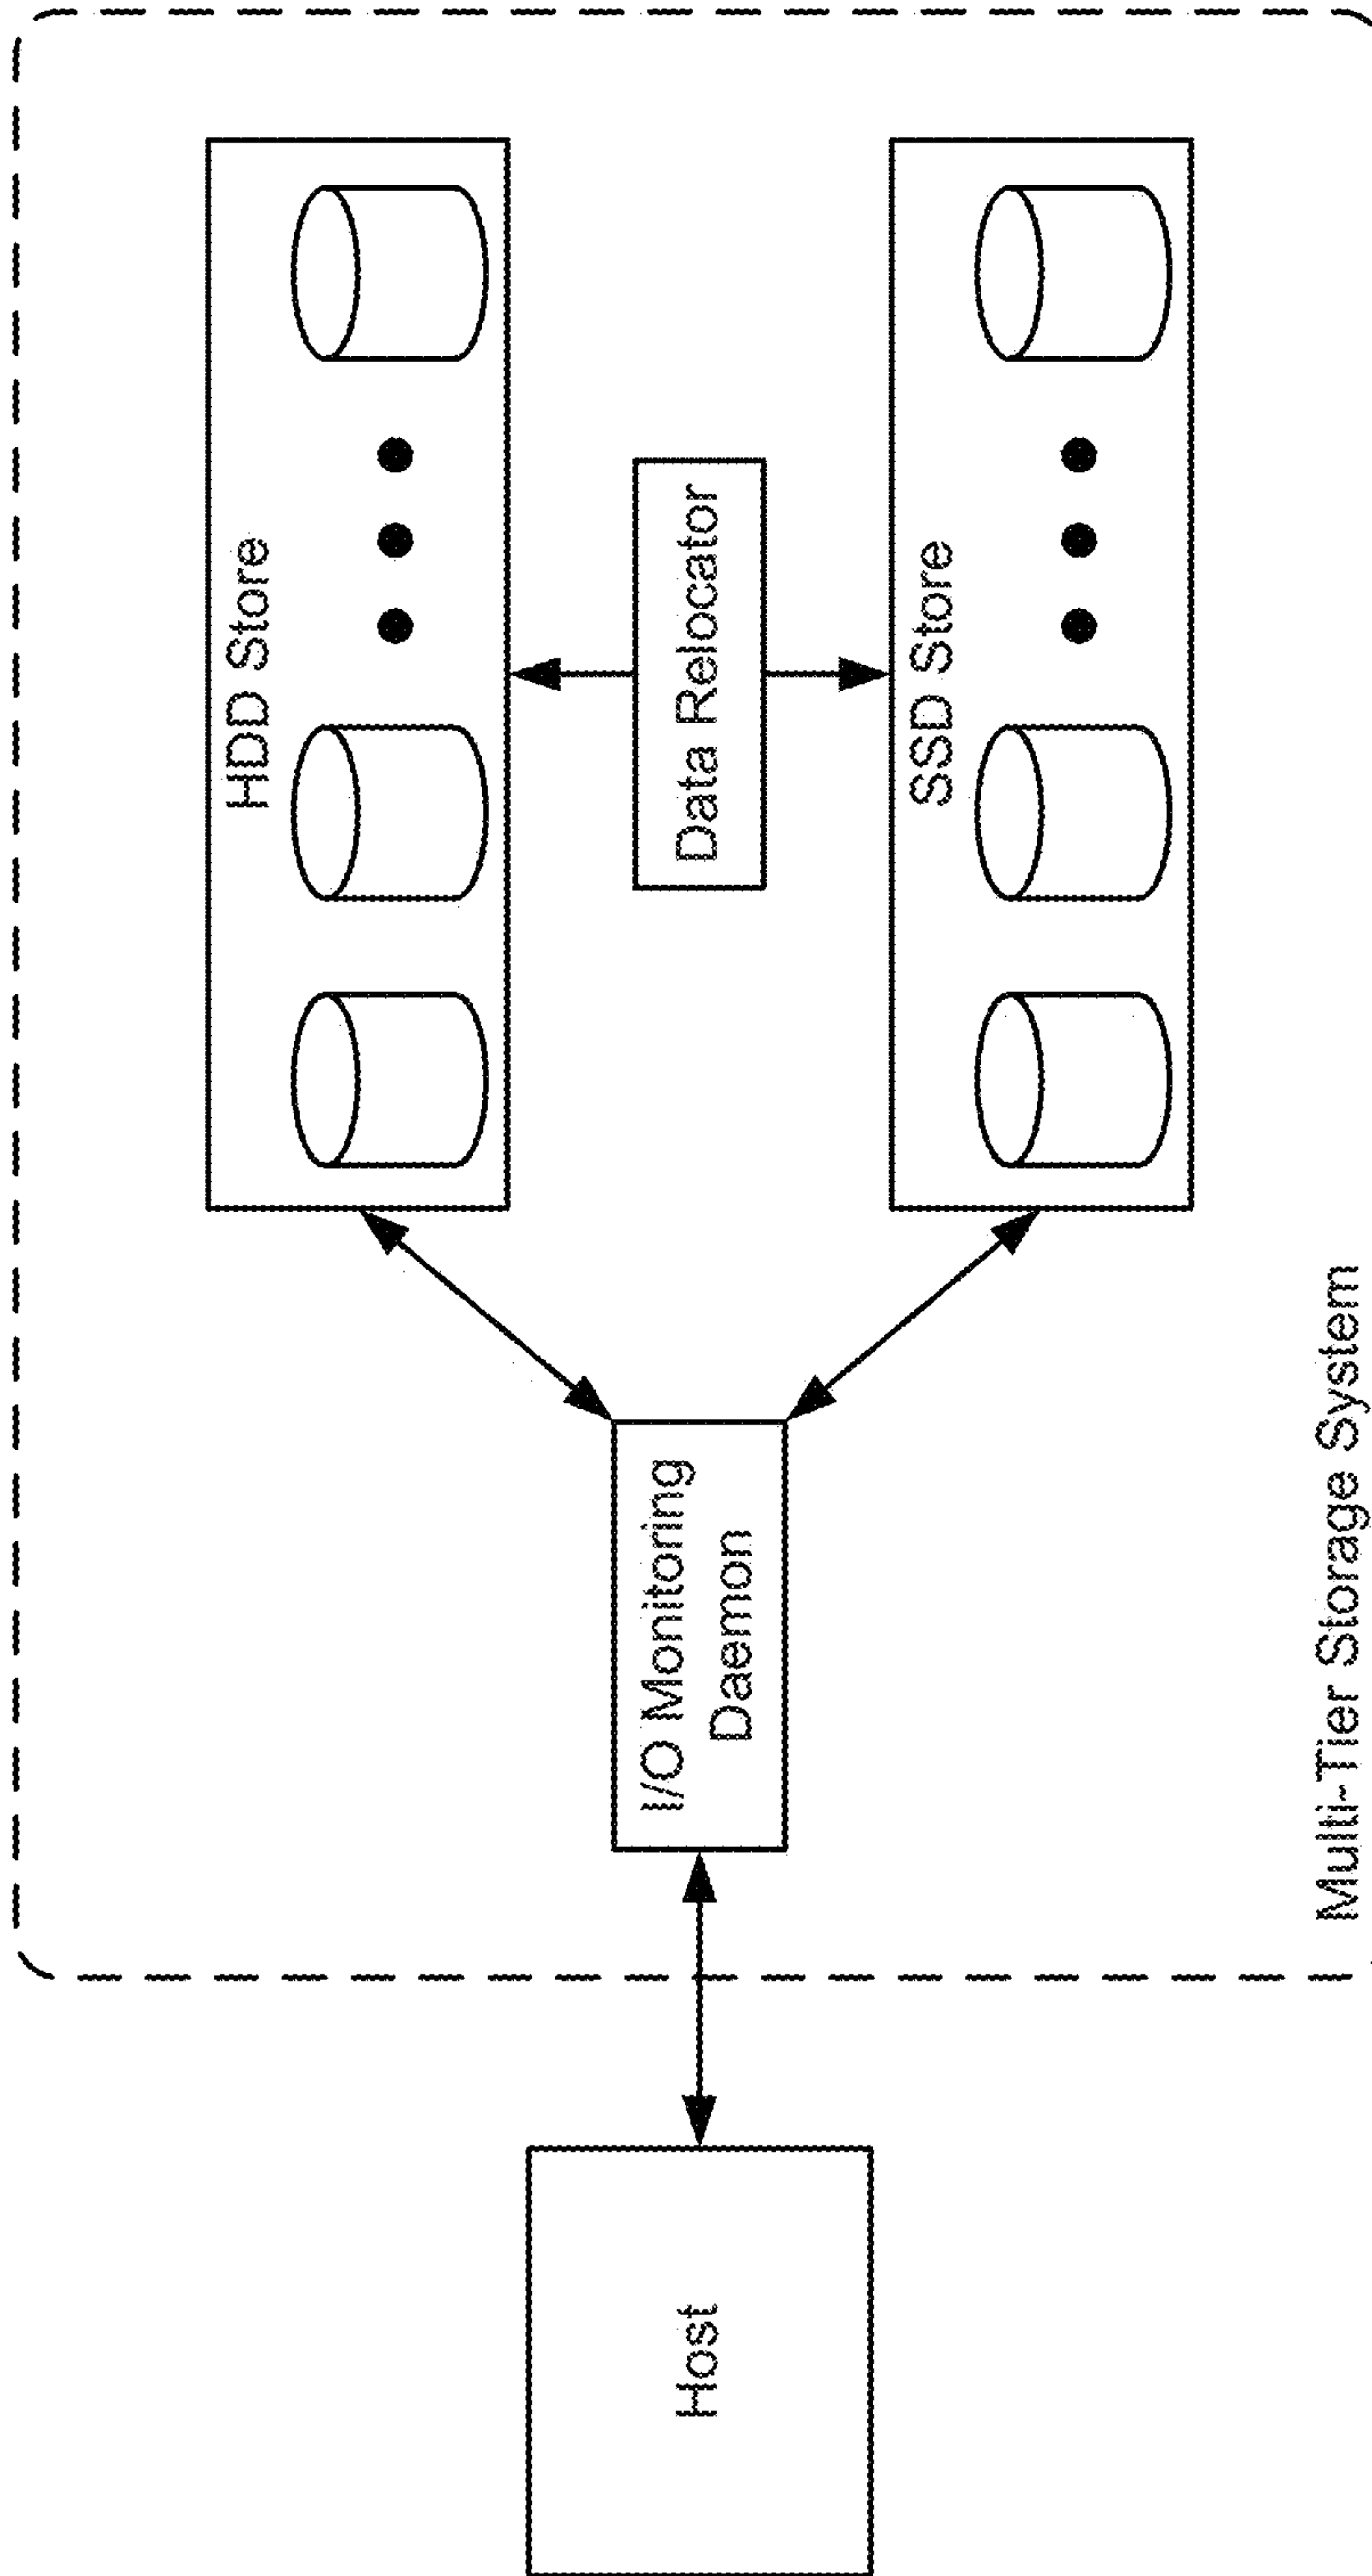 Host
I/O Monitoring
Daemon
HDD Store
Data Relocator
SSD Store
Multi-Tier Storage System